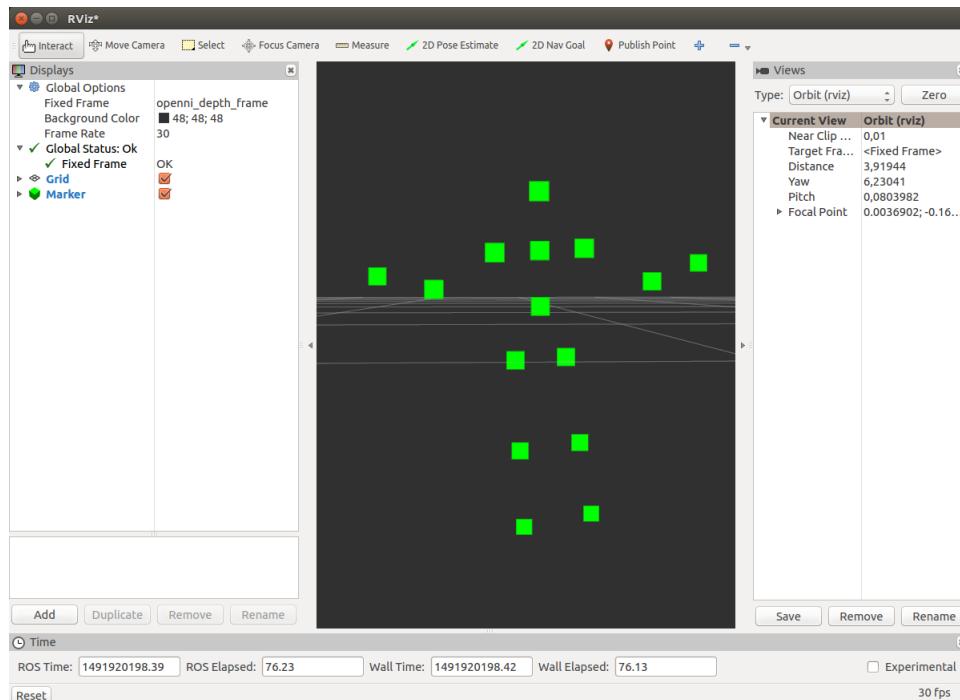 RViz*
Interact Move Camera Select Focus Camera Measure 2D Pose Estimate 2D Nav Goal Publish Point
Displays
Global Options
Fixed Frame openni_depth_frame
Background Color 48; 48; 48
Frame Rate 30
Global Status: Ok
Fixed Frame OK
Grid
Marker
Add Duplicate Remove Rename
Views
Type: Orbit (rviz) Zero
Current View Orbit (rviz)
Near Clip ... 0,01
Target Fra... <Fixed Frame>
Distance 3,91944
Yaw 6,23041
Pitch 0,0803982
Focal Point 0.0036902; -0.16...
Save Remove Rename
Time
ROS Time: 1491920198.39 ROS Elapsed: 76.23 Wall Time: 1491920198.42 Wall Elapsed: 76.13 Experimental
Reset 30 fps